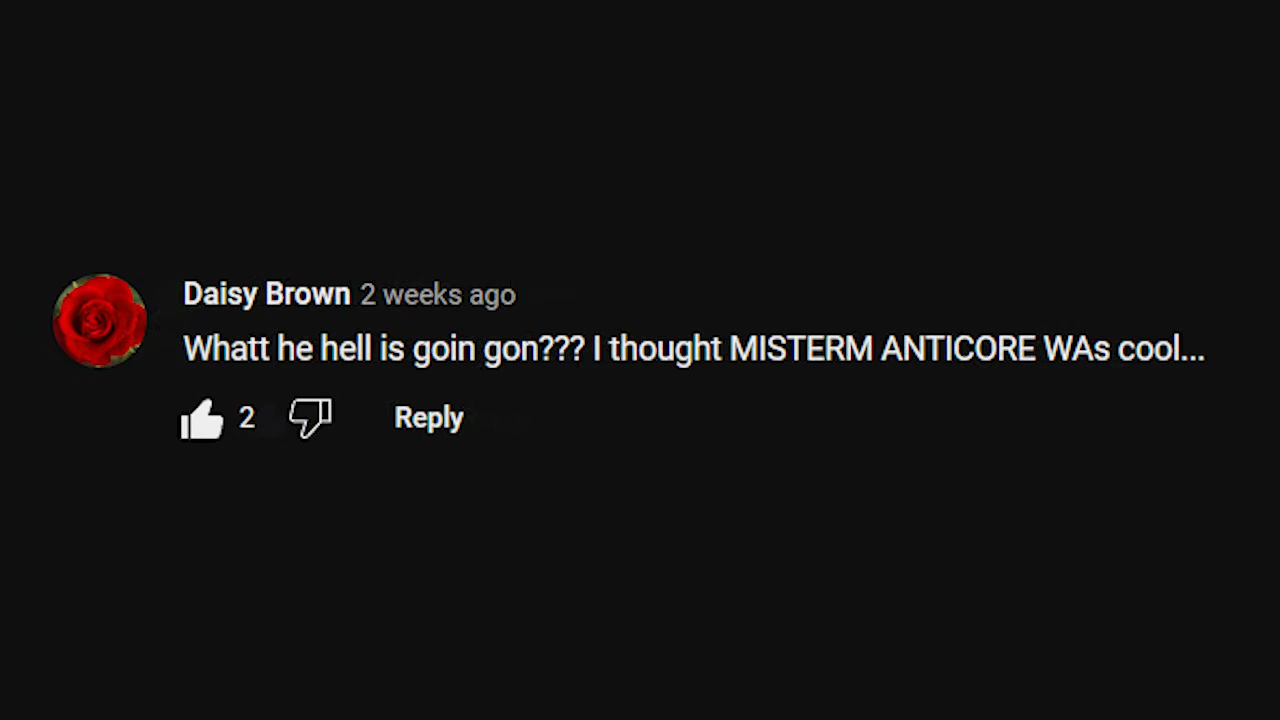 Daisy Brown 2 weeks ago
Whatt he hell is goin gon??? I thought MISTERM ANTICORE WAs cool...
2 Reply